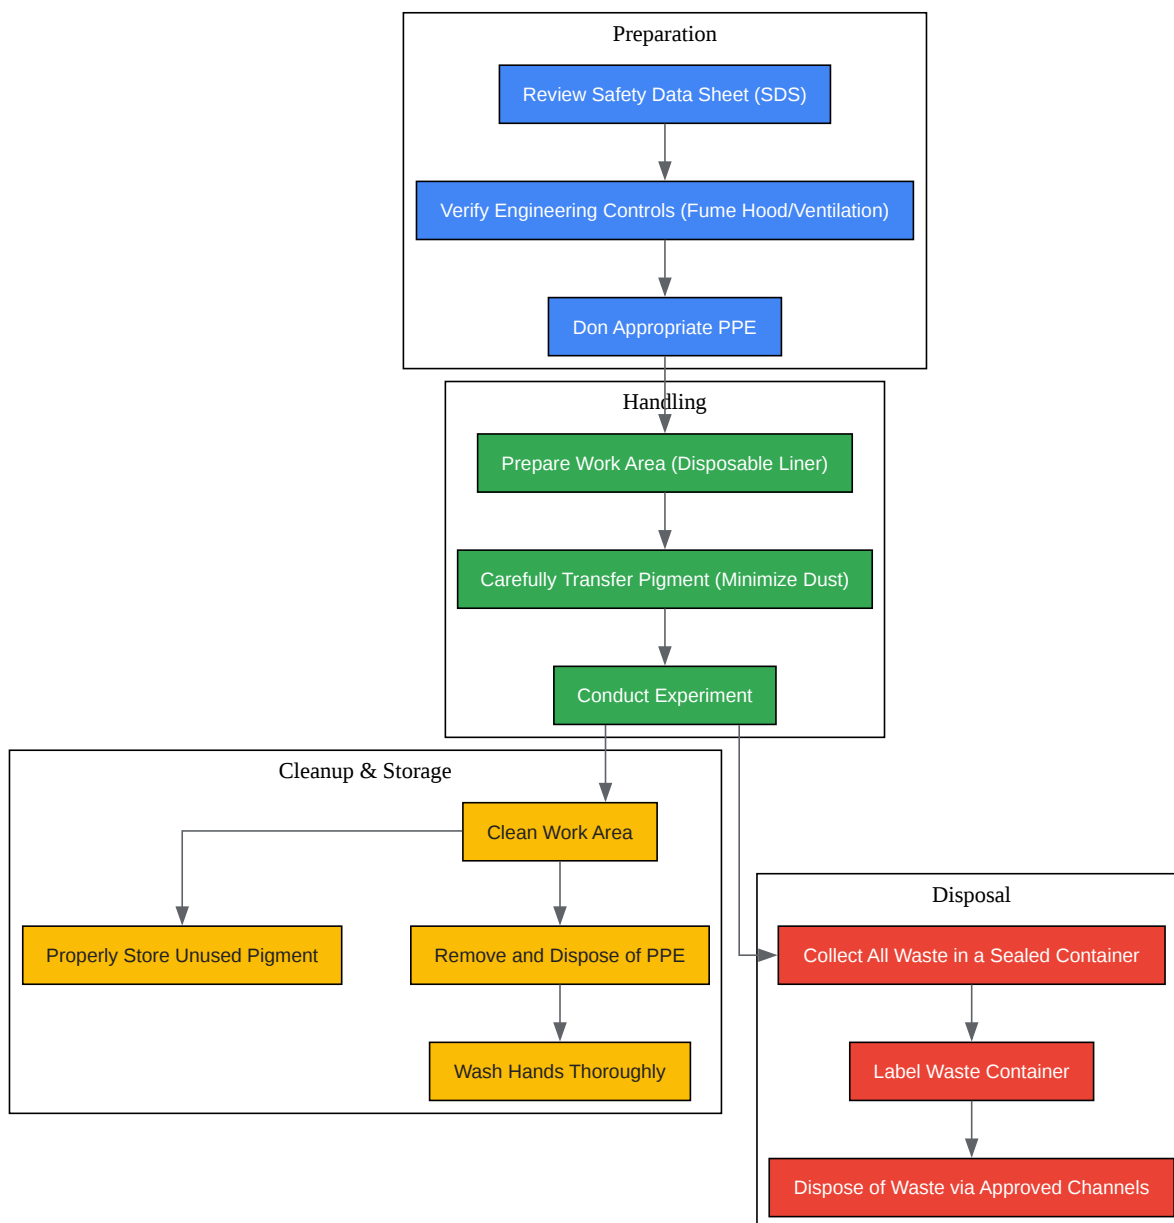 Preparation
Review Safety Data Sheet (SDS)
Verify Engineering Controls (Fume Hood/Ventilation)
Don Appropriate PPE
Handling
Prepare Work Area (Disposable Liner)
Carefully Transfer Pigment (Minimize Dust)
Conduct Experiment
Cleanup & Storage
Clean Work Area
Properly Store Unused Pigment
Remove and Dispose of PPE
Wash Hands Thoroughly
Disposal
Collect All Waste in a Sealed Container
Label Waste Container
Dispose of Waste via Approved Channels